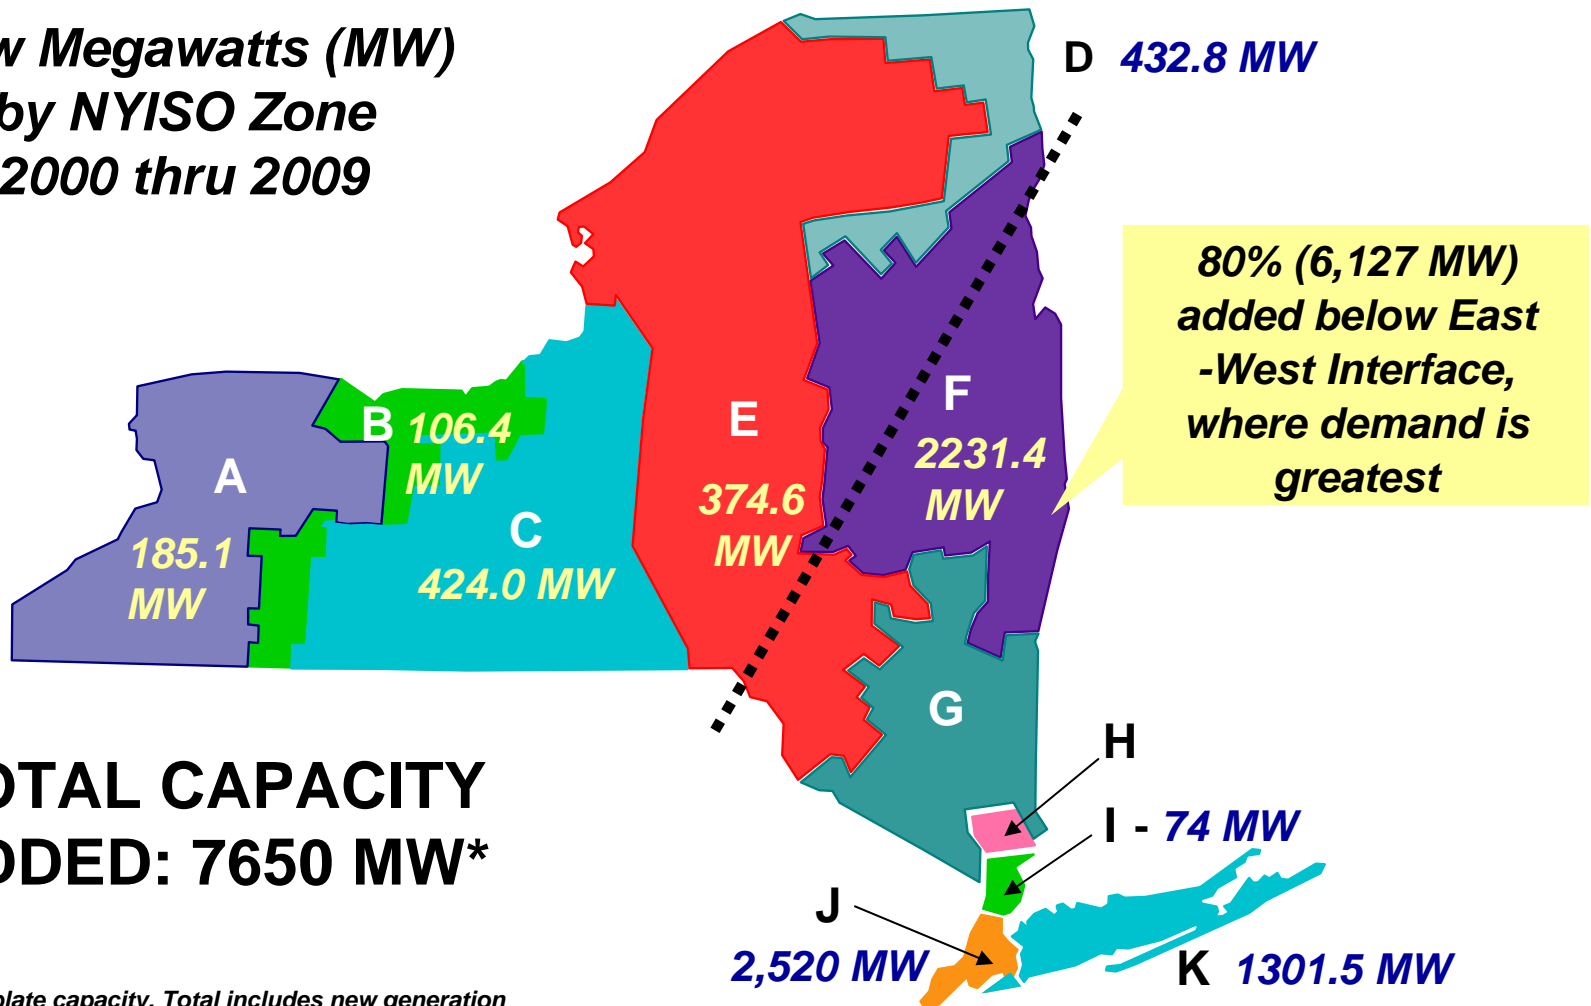 w Megawatts (MW)
by NYISO Zone
2000 thru 2009
D 432.8 MW
80% (6,127 MW)
added below East
-West Interface,
where demand is
greatest
F
2231.4
MW
E
374.6
MW
B 106.4
MW
A
185.1
MW
C
424.0 MW
G
H
I - 74 MW
J
2,520 MW
K 1301.5 MW
OTAL CAPACITY
DDED: 7650 MW*
plate capacity. Total includes new generation